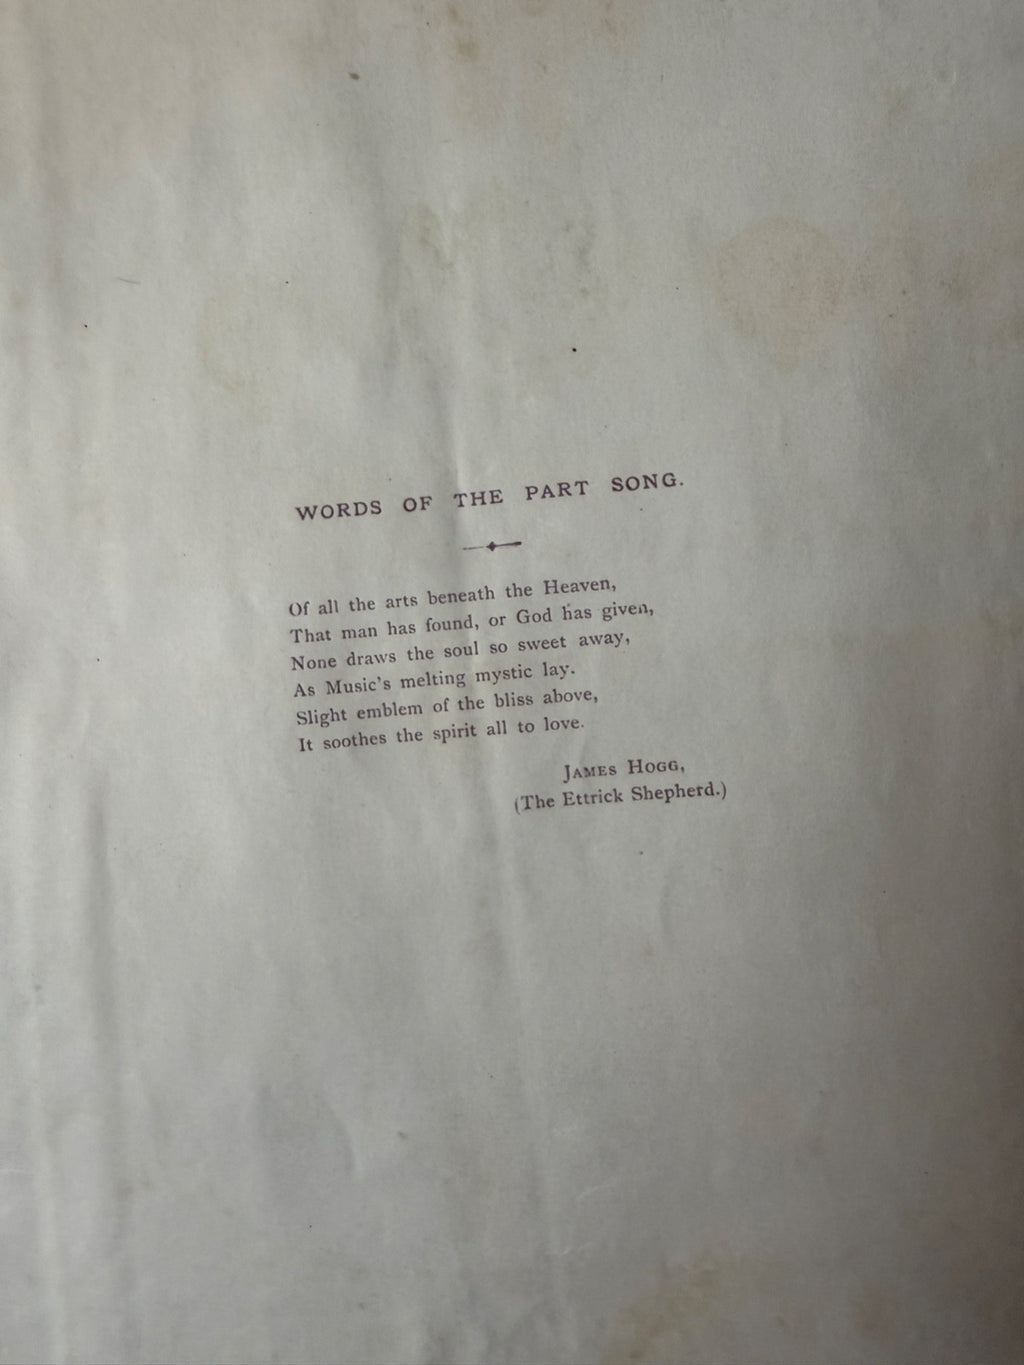 WORDS OF THE PART SONG.
Of all the arts beneath the Heaven,
That man has found, or God has given,
None draws the soul so sweet away,
As Music's melting mystic lay.
Slight emblem of the bliss above,
It soothes the spirit all to love.
JAMES HOGG,
(The Ettrick Shepherd.)